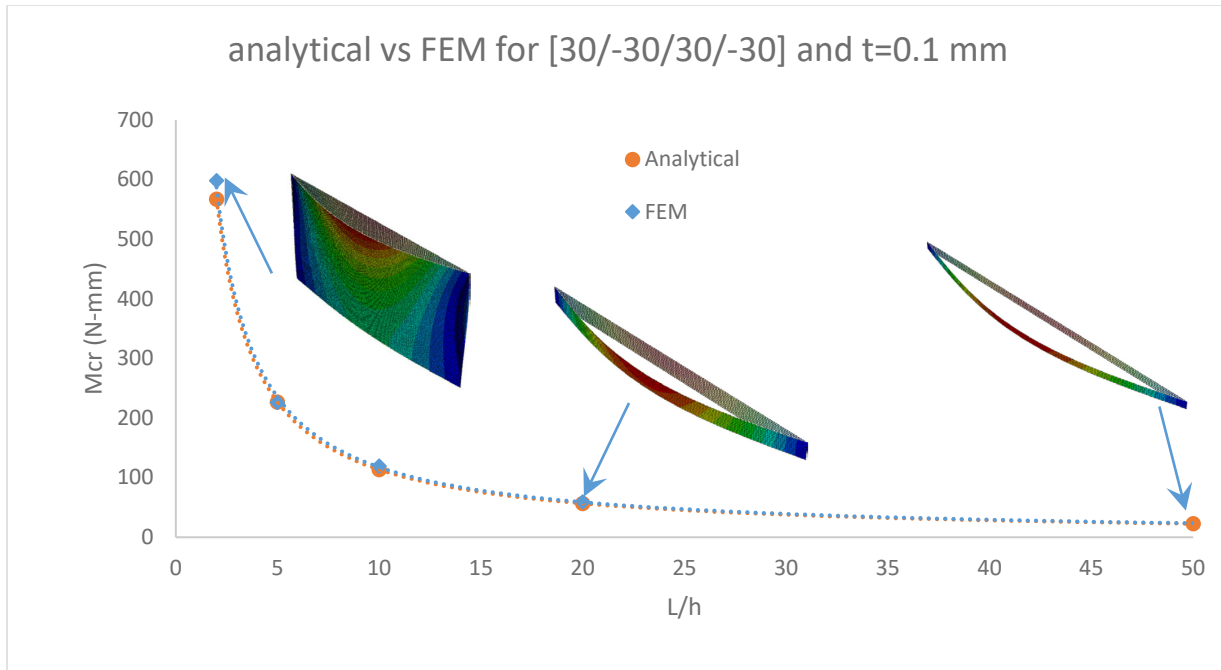 analytical vs FEM for [30/-30/30/-30] and t=0.1 mm
Mcr (N-mm)
700
600
500
400
300
200
100
0
Analytical
FEM
0 5 10 15 20 25 30 35 40 45 50
L/h